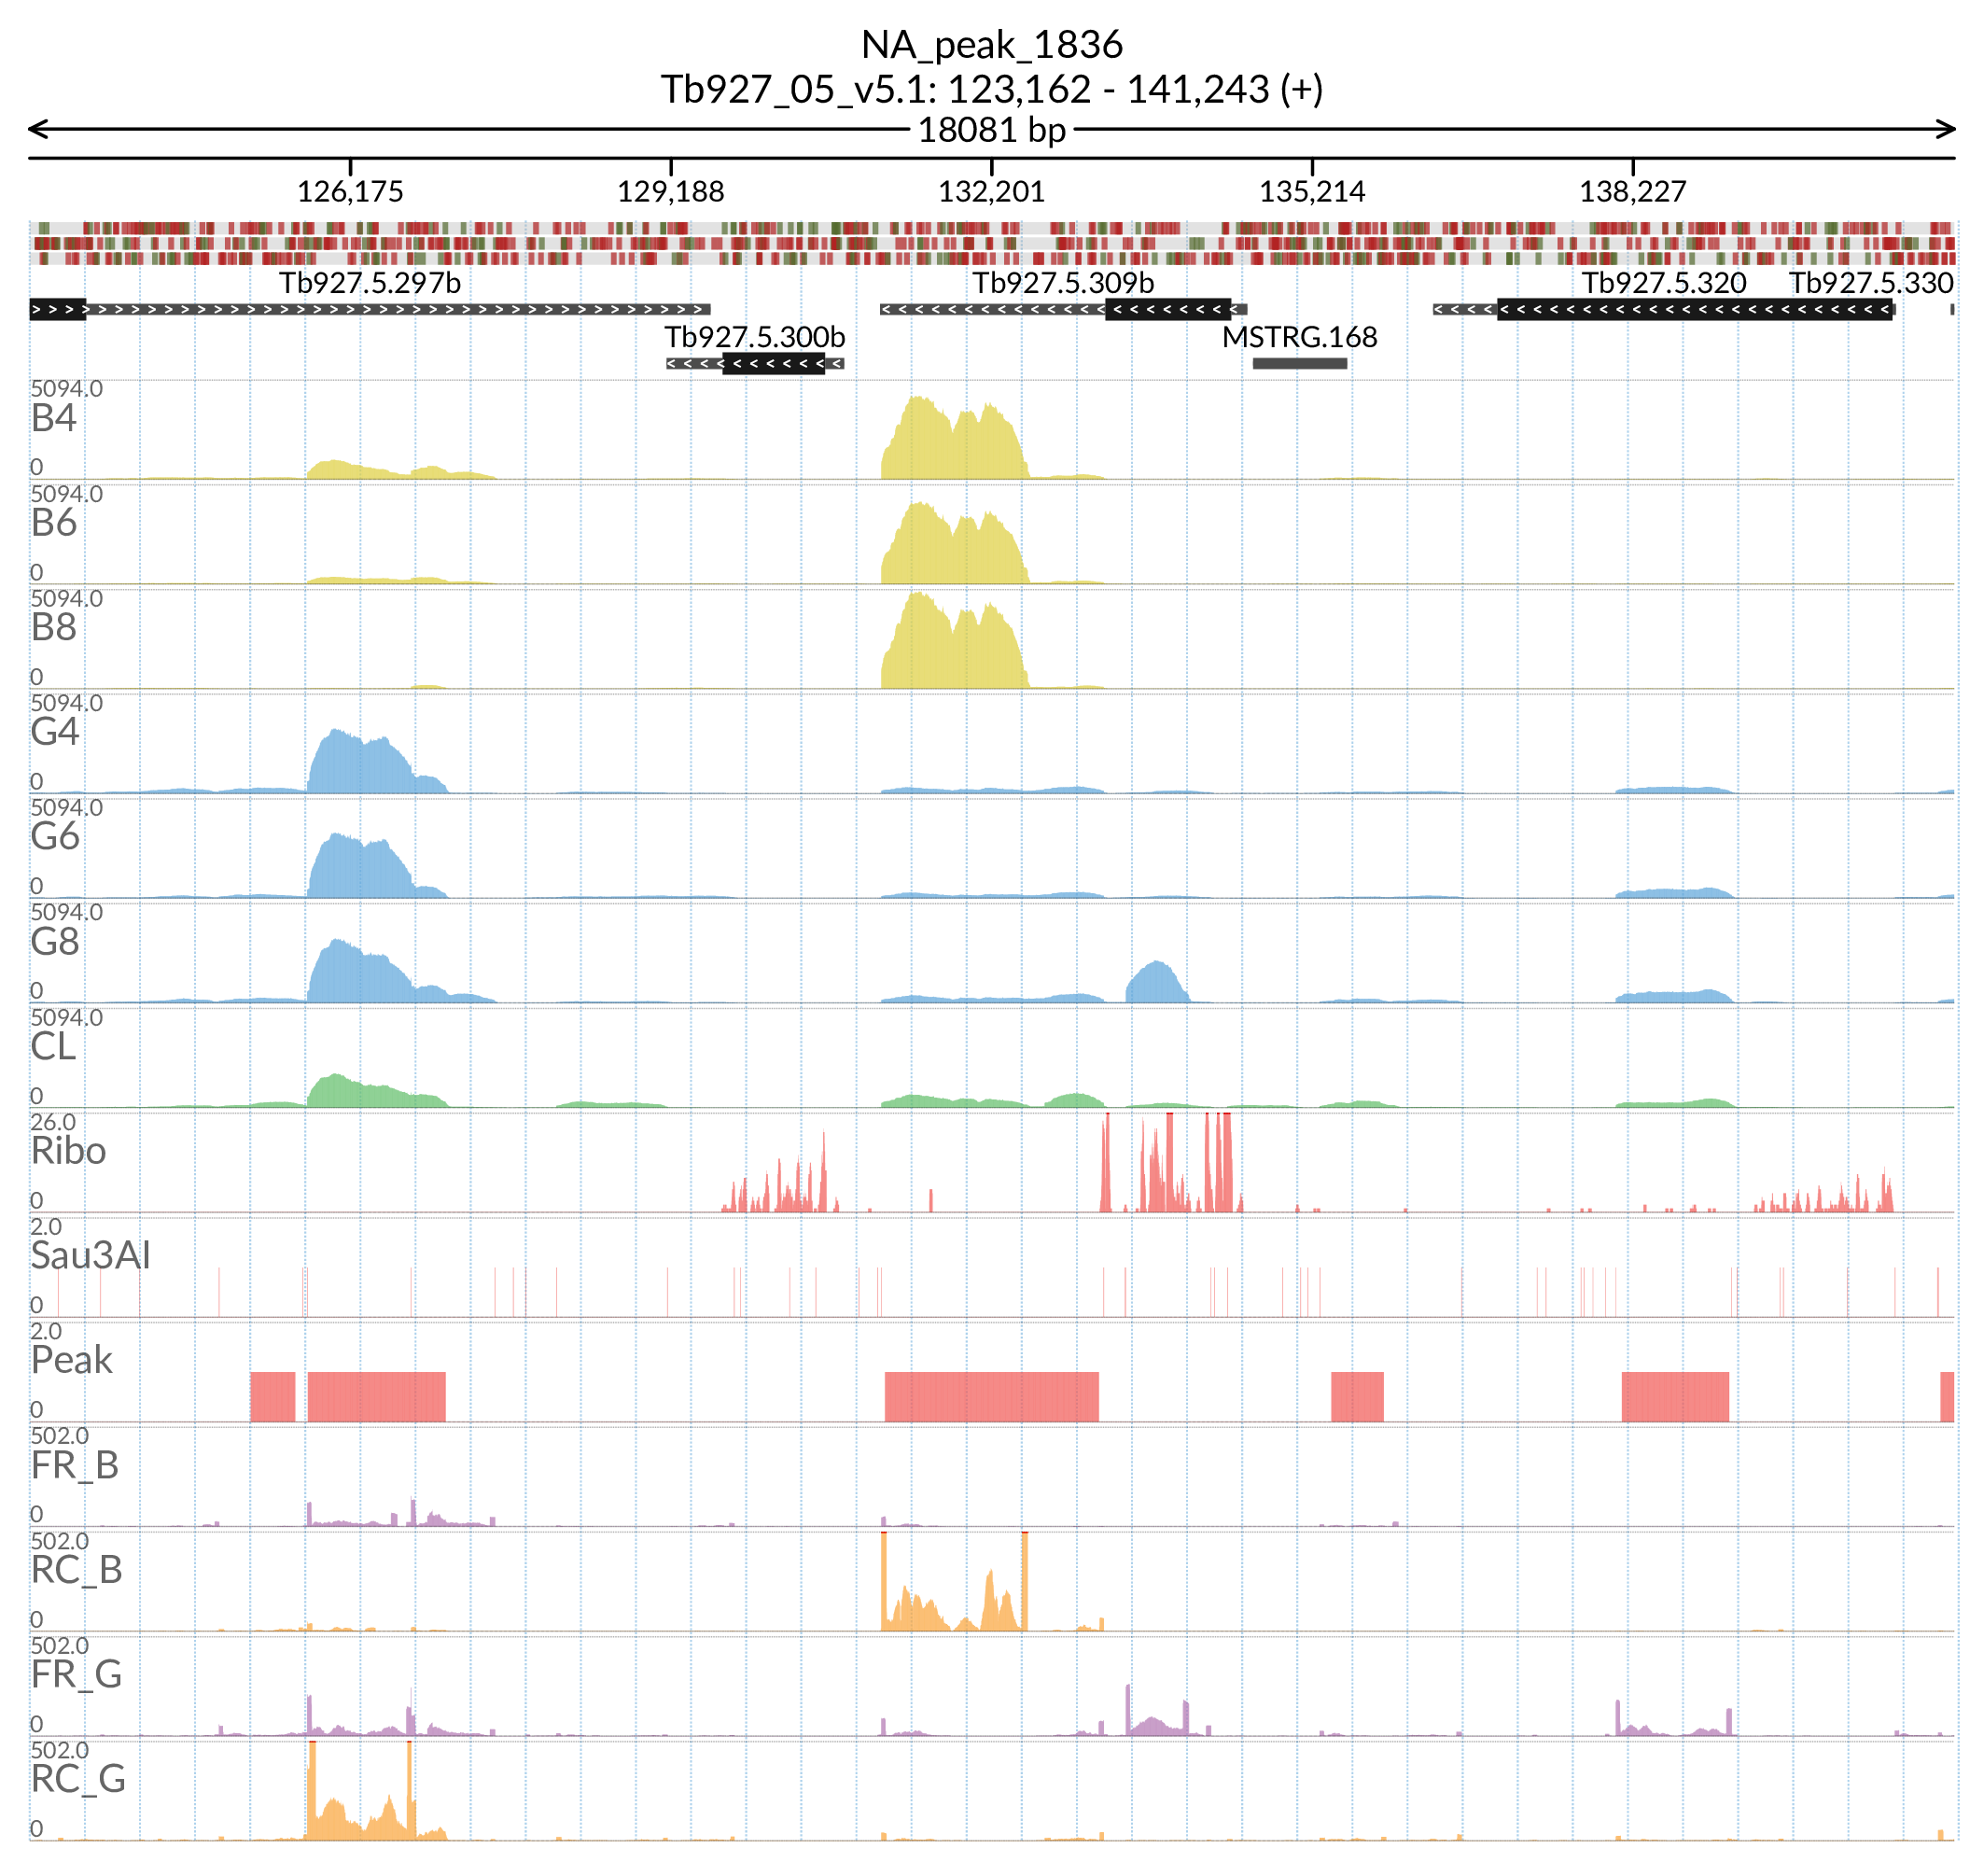 NA_peak_1836
Tb927_05_v5.1: 123,162 - 141,243 (+)
18081 bp
126,175 129,188 132,201 135,214 138,227
Tb927.5.297b Tb927.5.309b Tb927.5.320 Tb927.5.330
Tb927.5.300b MSTRG.168
5094.0
B4
0
5094.0
B6
0
5094.0
B8
0
5094.0
G4
0
5094.0
G6
0
5094.0
G8
0
5094.0
CL
0
26.0
Ribo
0
2.0
Sau3AI
0
2.0
Peak
0
502.0
FR_B
0
502.0
RC_B
0
502.0
FR_G
0
502.0
RC_G
0